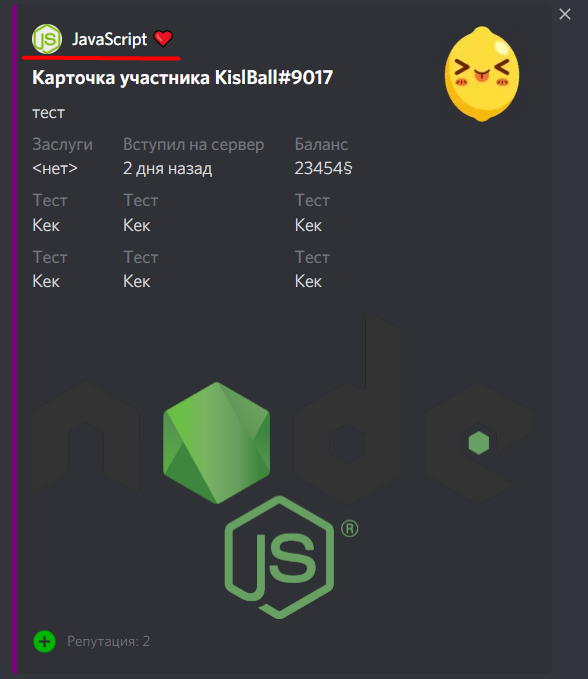 JS JavaScript ❤️
Карточка участника KislBall#9017
тест
Заслуги Вступил на сервер Баланс
<нет> 2 дня назад 23454§
Тест Тест Тест
Кек Кек Кек
Тест Тест Тест
Кек Кек Кек
node
JS ®
Репутация: 2